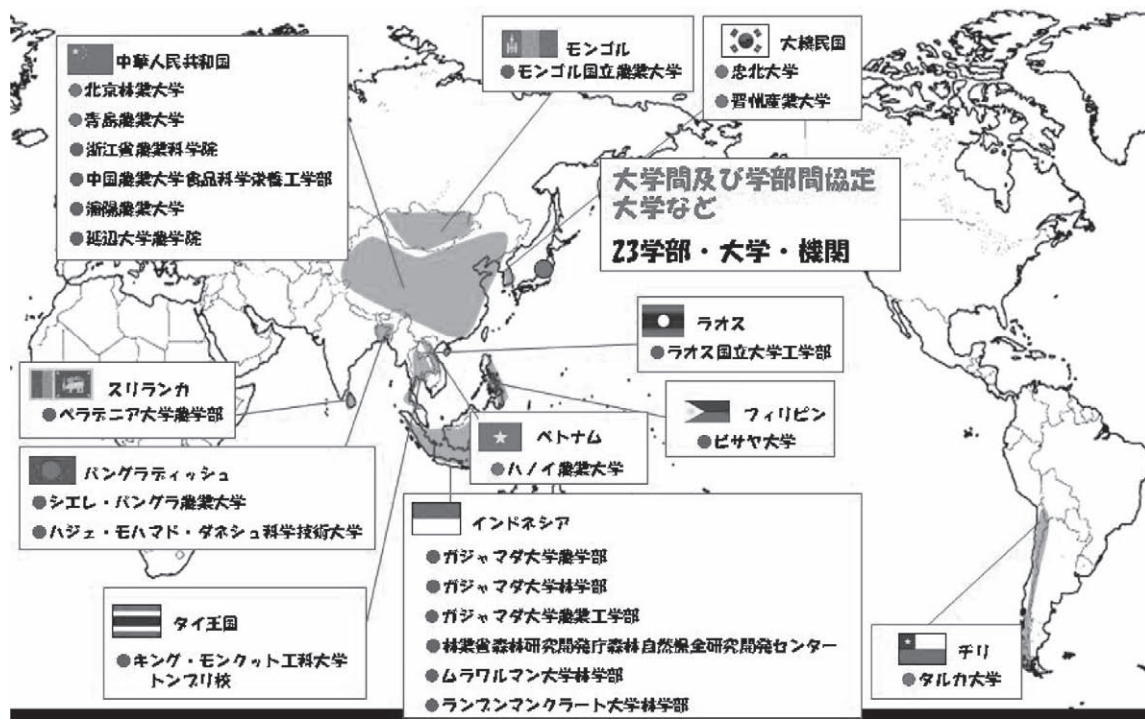 中華人民共和国
北京林業大学
青島農業大学
浙江省農業科学院
中国農業大学食品科学栄養工学部
瀋陽農業大学
延辺大学農学院
モンゴル
モンゴル国立農業大学
大韓民国
忠北大学
晋州産業大学
大学間及び学部間協定
大学など
23学部・大学・機関
ラオス
ラオス国立大学工学部
スリランカ
ペラデニア大学農学部
フィリピン
ビサヤ大学
ベトナム
ハノイ農業大学
バングラディッシュ
シエレ・バングラ農業大学
ハジェ・モハマド・ダネシュ科学技術大学
インドネシア
ガジャマダ大学農学部
ガジャマダ大学林学部
ガジャマダ大学農業工学部
林業省森林研究開発庁森林自然保全研究開発センター
ムラワルマン大学林学部
ランブンマンクラート大学林学部
タイ王国
キング・モンクット工科大学
トンブリ校
チリ
タルカ大学